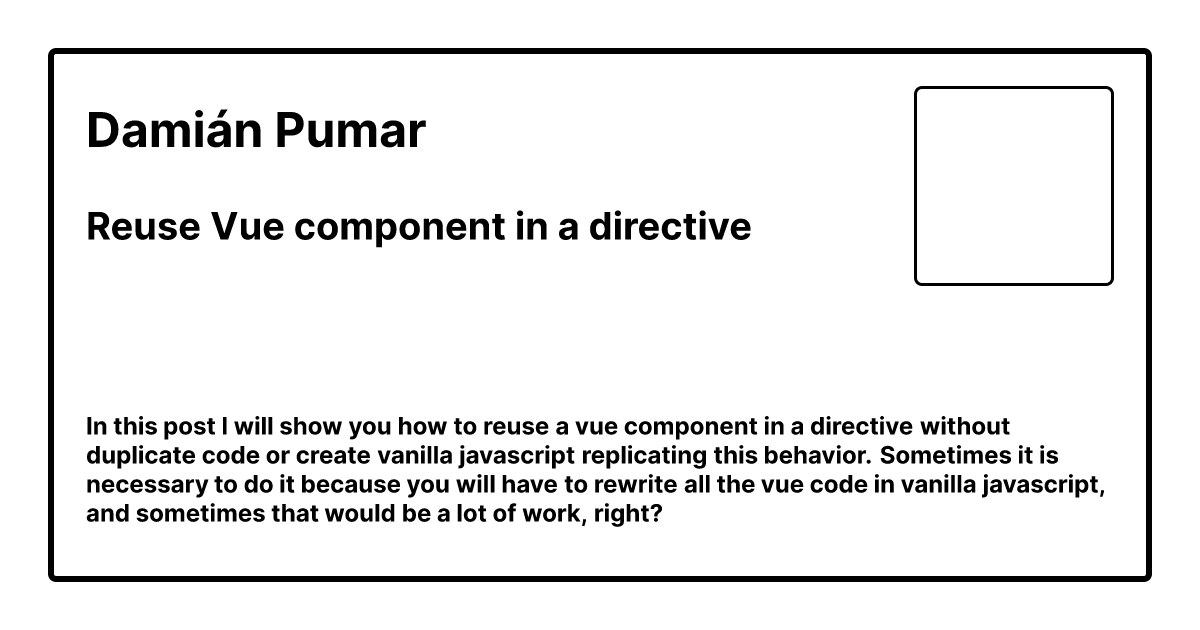 Damián Pumar
Reuse Vue component in a directive
In this post I will show you how to reuse a vue component in a directive without
duplicate code or create vanilla javascript replicating this behavior. Sometimes it is
necessary to do it because you will have to rewrite all the vue code in vanilla javascript,
and sometimes that would be a lot of work, right?